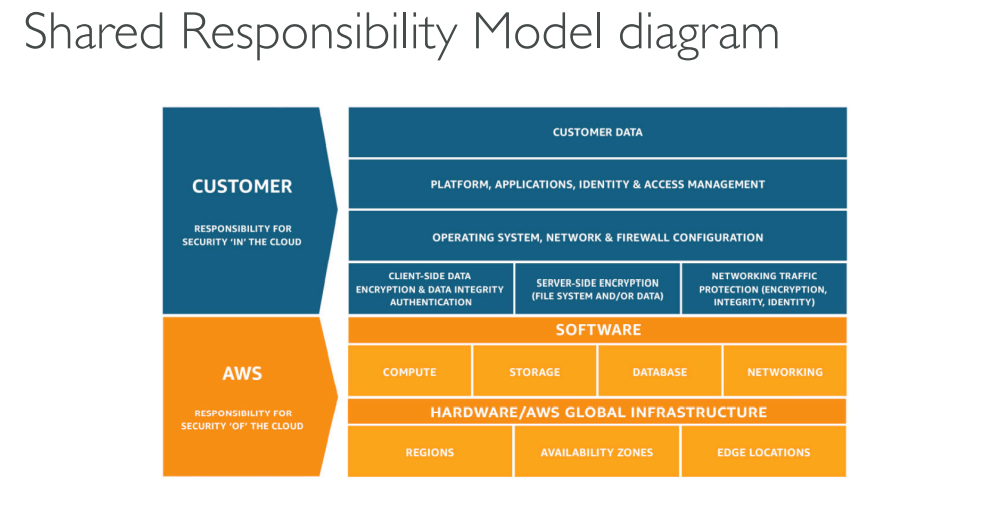 Shared Responsibility Model diagram
CUSTOMER
RESPONSIBILITY FOR
SECURITY ‘IN’ THE CLOUD
CUSTOMER DATA
PLATFORM, APPLICATIONS, IDENTITY & ACCESS MANAGEMENT
OPERATING SYSTEM, NETWORK & FIREWALL CONFIGURATION
CLIENT-SIDE DATA
ENCRYPTION & DATA INTEGRITY
AUTHENTICATION
SERVER-SIDE ENCRYPTION
(FILE SYSTEM AND/OR DATA)
NETWORKING TRAFFIC
PROTECTION (ENCRYPTION,
INTEGRITY, IDENTITY)
AWS
RESPONSIBILITY FOR
SECURITY ‘OF’ THE CLOUD
SOFTWARE
COMPUTE
STORAGE
DATABASE
NETWORKING
HARDWARE/AWS GLOBAL INFRASTRUCTURE
REGIONS
AVAILABILITY ZONES
EDGE LOCATIONS